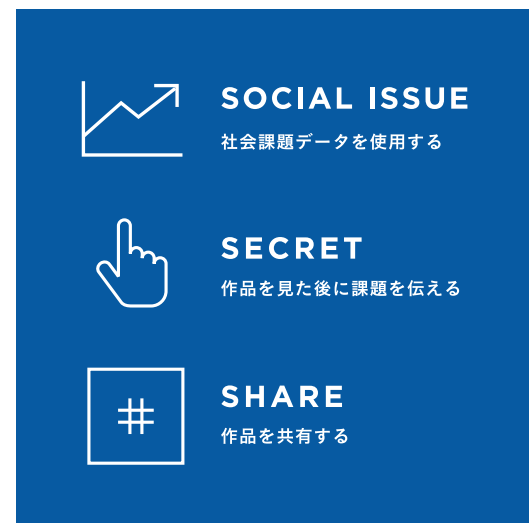 SOCIAL ISSUE
社会課題データを使用する
SECRET
作品を見た後に課題を伝える
#
SHARE
作品を共有する